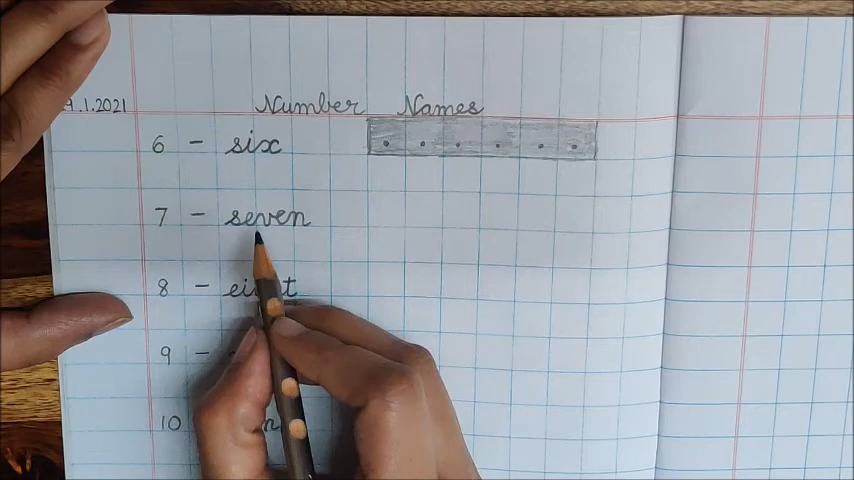 9.1.2021 Number Names
6 - six
7 - seven
8 -
9 -
10